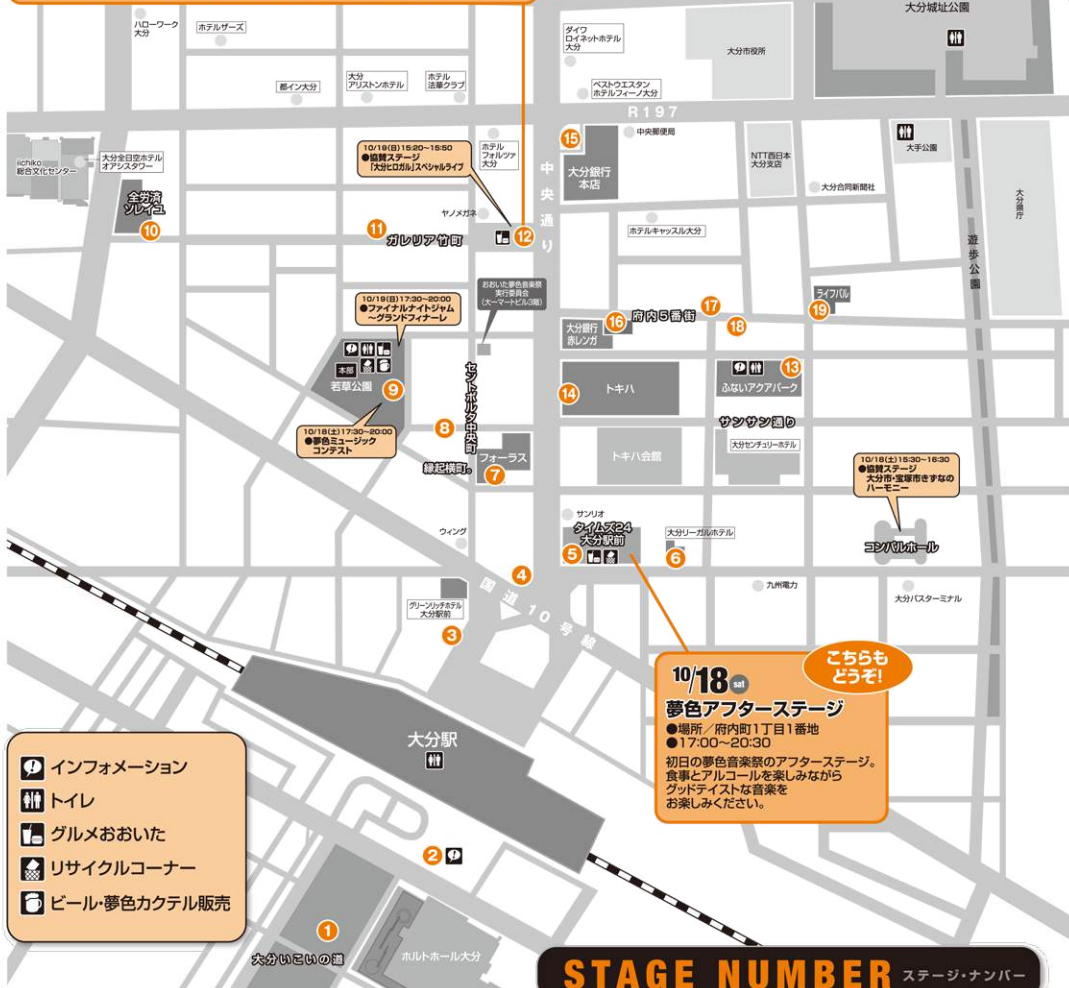 大分城址公園
ハローワーク
大分
ホテルザーズ
ダイワ
ロイネットホテル
大分
大分市役所
都イン大分
大分
アリストンホテル
ホテル
法華クラブ
ベストウエスタン
ホテルフィーノ大分
R197
iichiko
総合文化センター
大分全日空ホテル
オアシスタワー
全労済
ソレイユ
10
10/19(日)15:20~15:50
●協賛ステージ
「大分ヒロガル」スペシャルライブ
ホテル
フォルツァ
大分
15
大分銀行
本店
中央郵便局
NTT西日本
大分支店
大手公園
大分合同新聞社
大分県庁
遊歩公園
中央通り
ヤノメガネ
11
ガレリア竹町
12
ホテルキャッスル大分
おおいた夢色音楽祭
実行委員会
(大一マートビル3階)
10/19(日)17:30~20:00
●ファイナルナイトジャム
~グランドフィナーレ
本部
若草公園
9
10/18(土)17:30~20:00
●夢色ミュージック
コンテスト
セントポルタ中央町
8
縁起横町。
フォーラス
7
大分銀行
赤レンガ
16
府内5番街
17
18
ライフパル
19
14
トキハ
13
ふないアクアパーク
サンサン通り
トキハ会館
大分センチュリーホテル
10/18(土)15:30~16:30
●協賛ステージ
大分市・宝塚市きずなの
ハーモニー
コンパルホール
サンリオ
タイムズ24
大分駅前
5
大分リーガルホテル
6
ウィング
4
国道10号線
グリーンリッチホテル
大分駅前
3
九州電力
大分バスターミナル
こちらも
どうぞ!
10/18 sat
夢色アフターステージ
●場所/府内町1丁目1番地
●17:00~20:30
初日の夢色音楽祭のアフターステージ。
食事とアルコールを楽しみながら
グッドテイストな音楽を
お楽しみください。
大分駅
インフォメーション
トイレ
グルメおおいた
リサイクルコーナー
ビール・夢色カクテル販売
2
1
大分いこいの道
ホルトホール大分
STAGE NUMBER ステージ・ナンバー